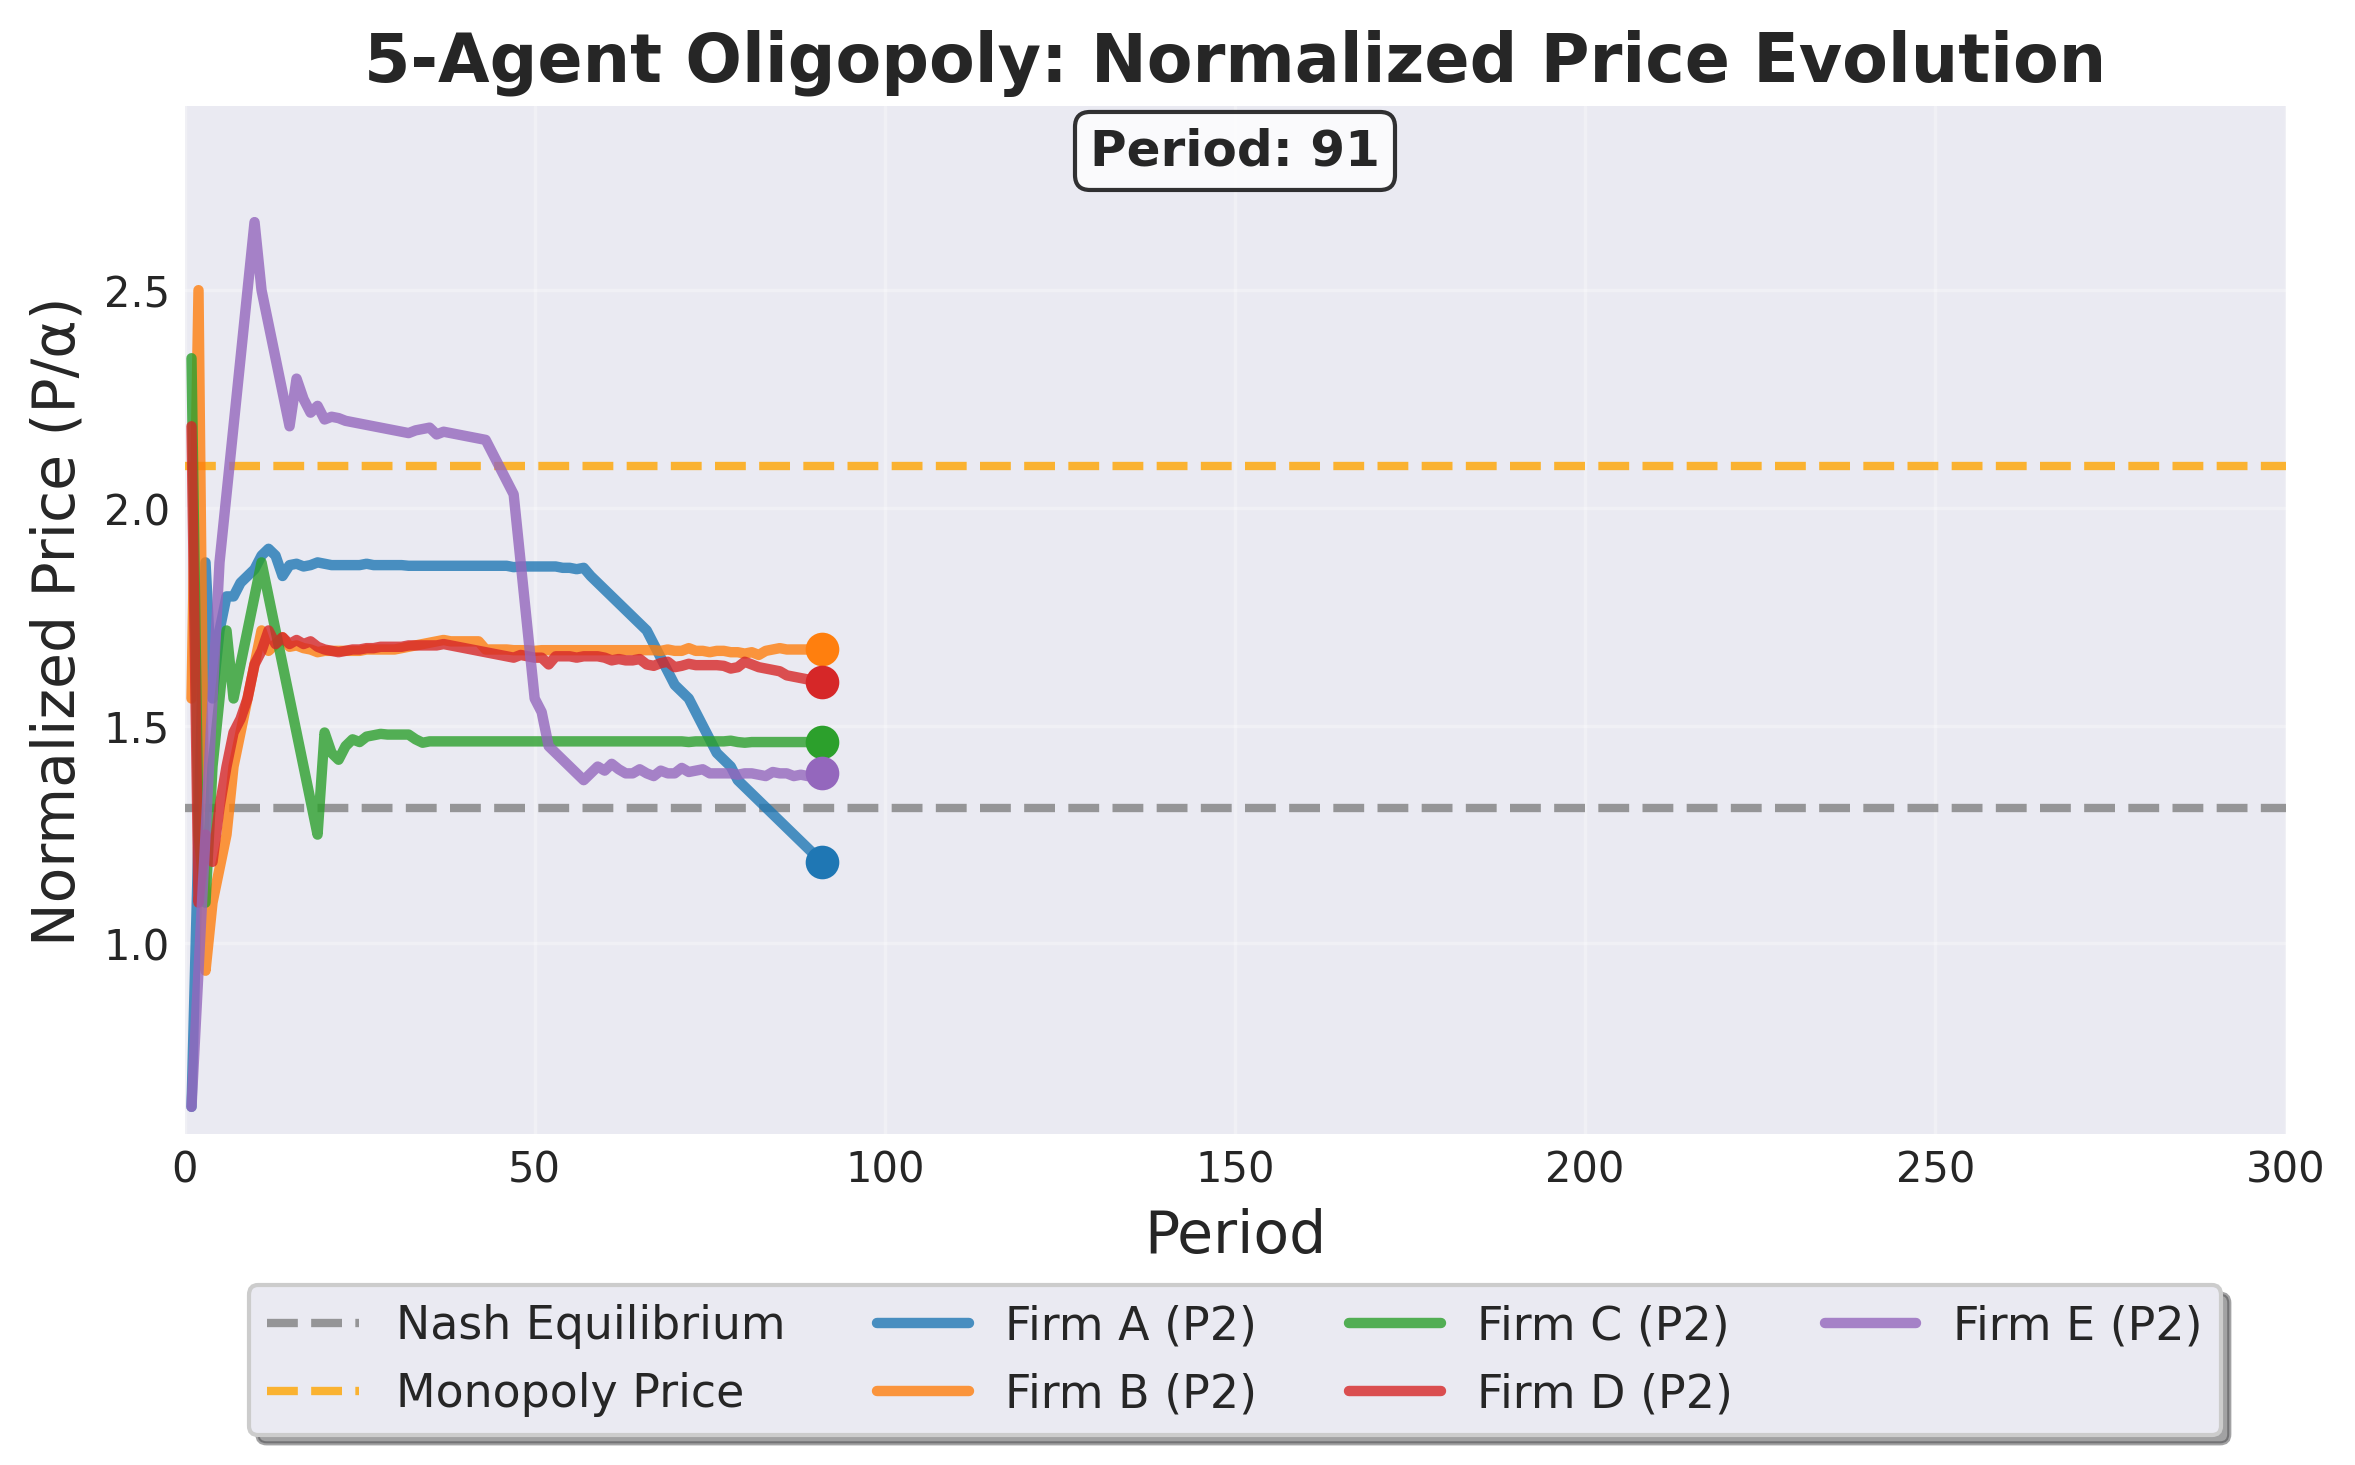 5-Agent Oligopoly: Normalized Price Evolution
Period: 91
Normalized Price (P/α)
2.5
2.0
1.5
1.0
0 50 100 150 200 250 300
Period
Nash Equilibrium Firm A (P2) Firm C (P2) Firm E (P2)
Monopoly Price Firm B (P2) Firm D (P2)